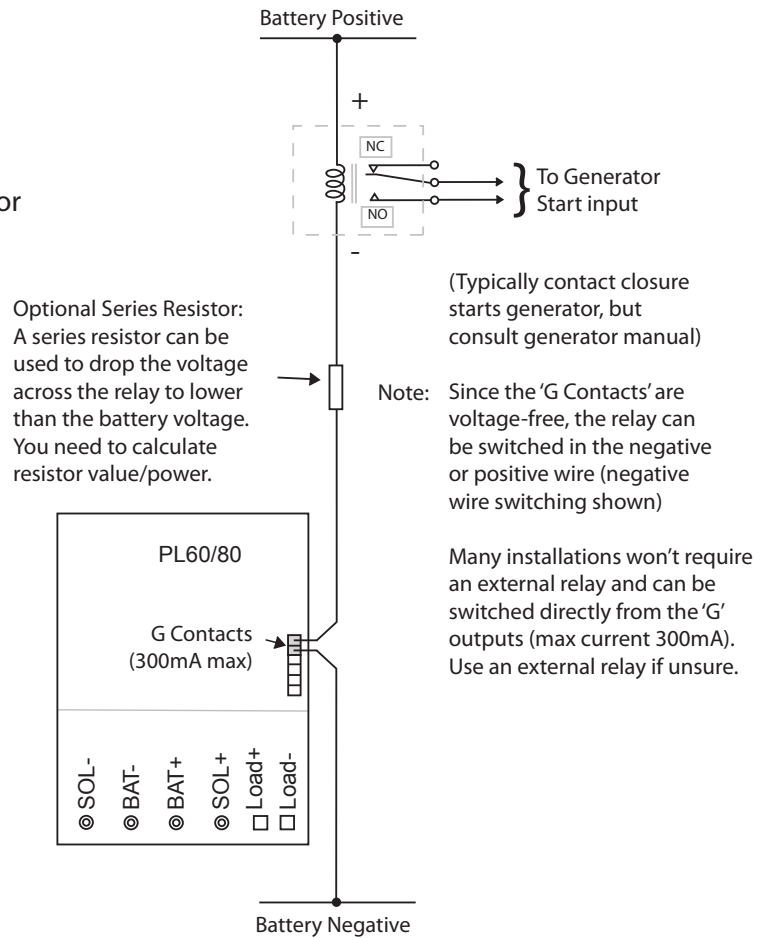 Battery Positive
+
NC
NO
-
To Generator
Start input
or
Optional Series Resistor:
A series resistor can be
used to drop the voltage
across the relay to lower
than the battery voltage.
You need to calculate
resistor value/power.
(Typically contact closure
starts generator, but
consult generator manual)
Note: Since the ‘G Contacts’ are
voltage-free, the relay can
be switched in the negative
or positive wire (negative
wire switching shown)
Many installations won’t require
an external relay and can be
switched directly from the ‘G’
outputs (max current 300mA).
Use an external relay if unsure.
PL60/80
G Contacts
(300mA max)
SOL-
BAT-
BAT+
SOL+
Load+
Load-
Battery Negative